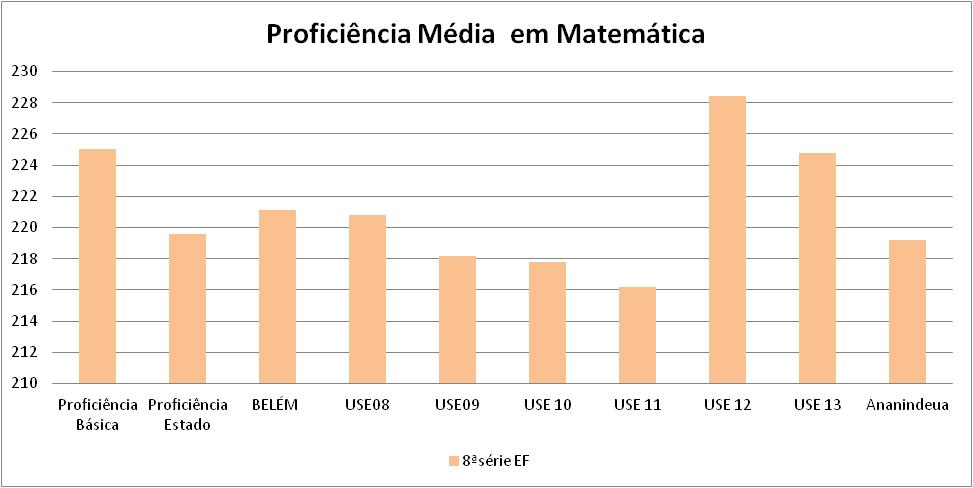 Proficiência Média  em Matemática
230
228
226
224
222
220
218
216
214
212
210
Proficiência Básica
Proficiência Estado
BELÉM
USE08
USE09
USE 10
USE 11
USE 12
USE 13
Ananindeua
8ªsérie EF